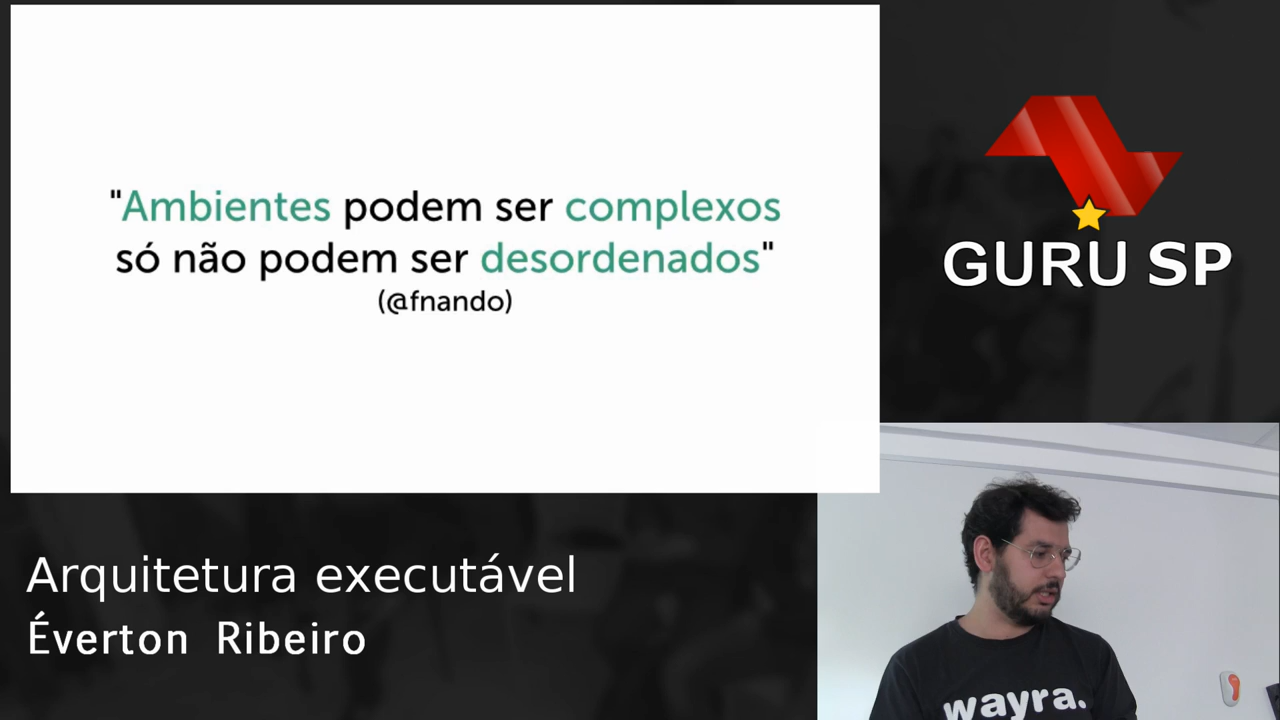 "Ambientes podem ser complexos
só não podem ser desordenados"
(@fnando)
GURU SP
Arquitetura executável
Éverton Ribeiro
wayra.